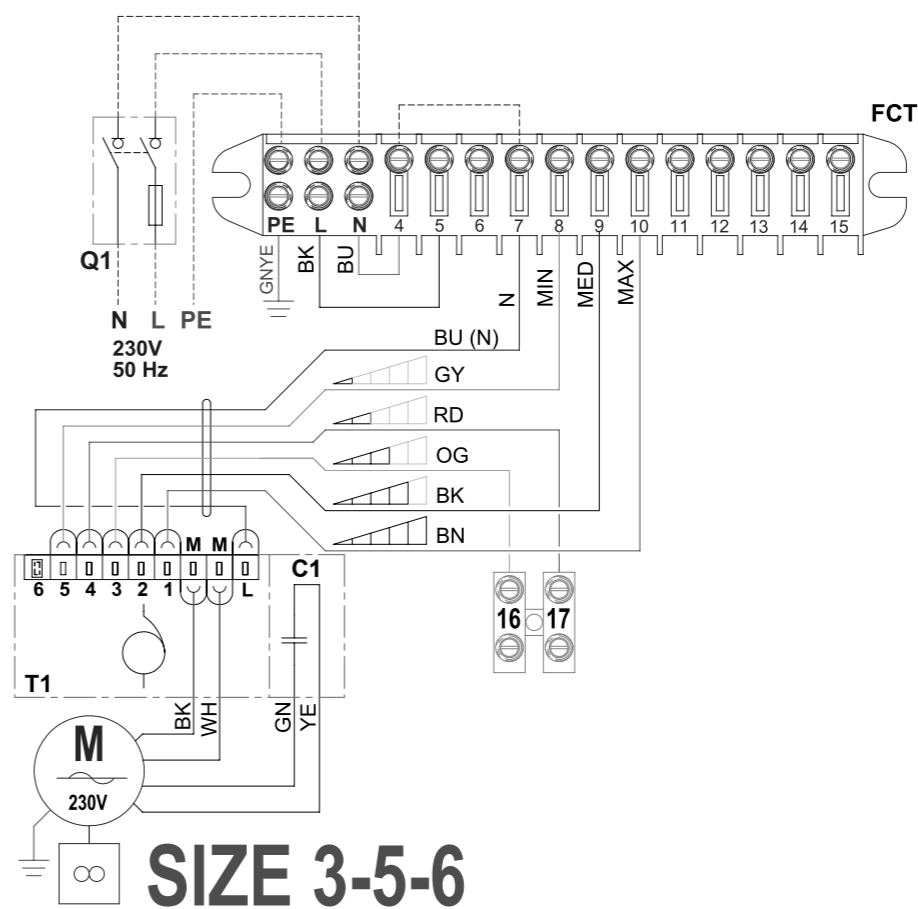 FCT
PE L N 4 5 6 7 8 9 10 11 12 13 14 15
Q1
GNYE
BK
BU
N
MIN
MED
MAX
N L PE
230V
50 Hz
BU (N)
GY
RD
OG
BK
BN
M M
C1
6 5 4 3 2 1 L
16 17
T1
BK
WH
GN
YE
M
230V
SIZE 3-5-6